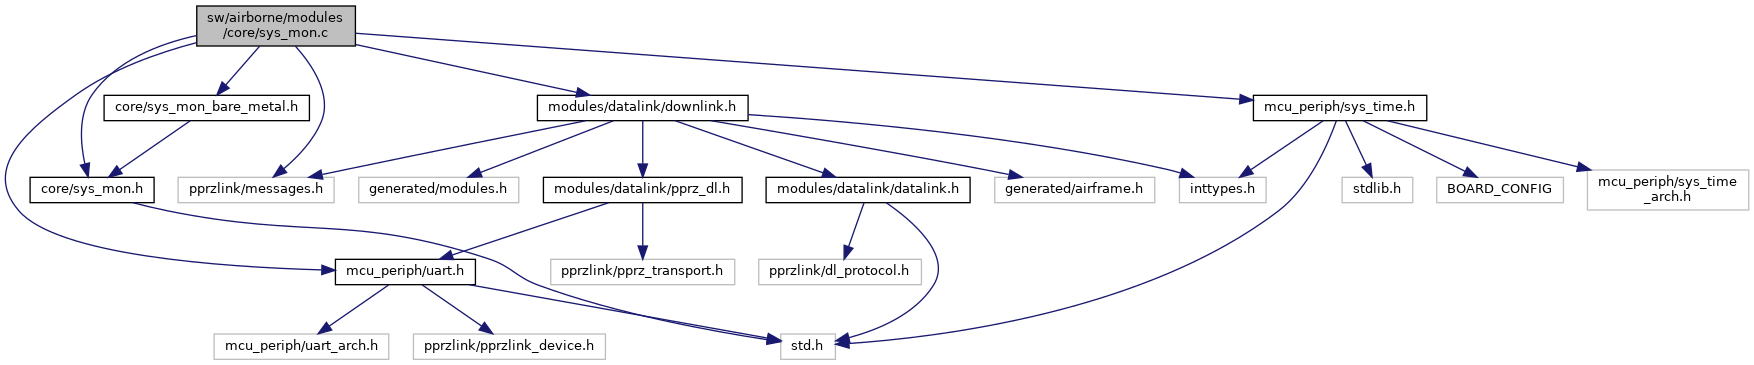 sw/airborne/modules
/core/sys_mon.c
core/sys_mon_bare_metal.h
modules/datalink/downlink.h
mcu_periph/sys_time.h
core/sys_mon.h
pprzlink/messages.h
generated/modules.h
modules/datalink/pprz_dl.h
modules/datalink/datalink.h
generated/airframe.h
inttypes.h
stdlib.h
BOARD_CONFIG
mcu_periph/sys_time
_arch.h
mcu_periph/uart.h
pprzlink/pprz_transport.h
pprzlink/dl_protocol.h
mcu_periph/uart_arch.h
pprzlink/pprzlink_device.h
std.h